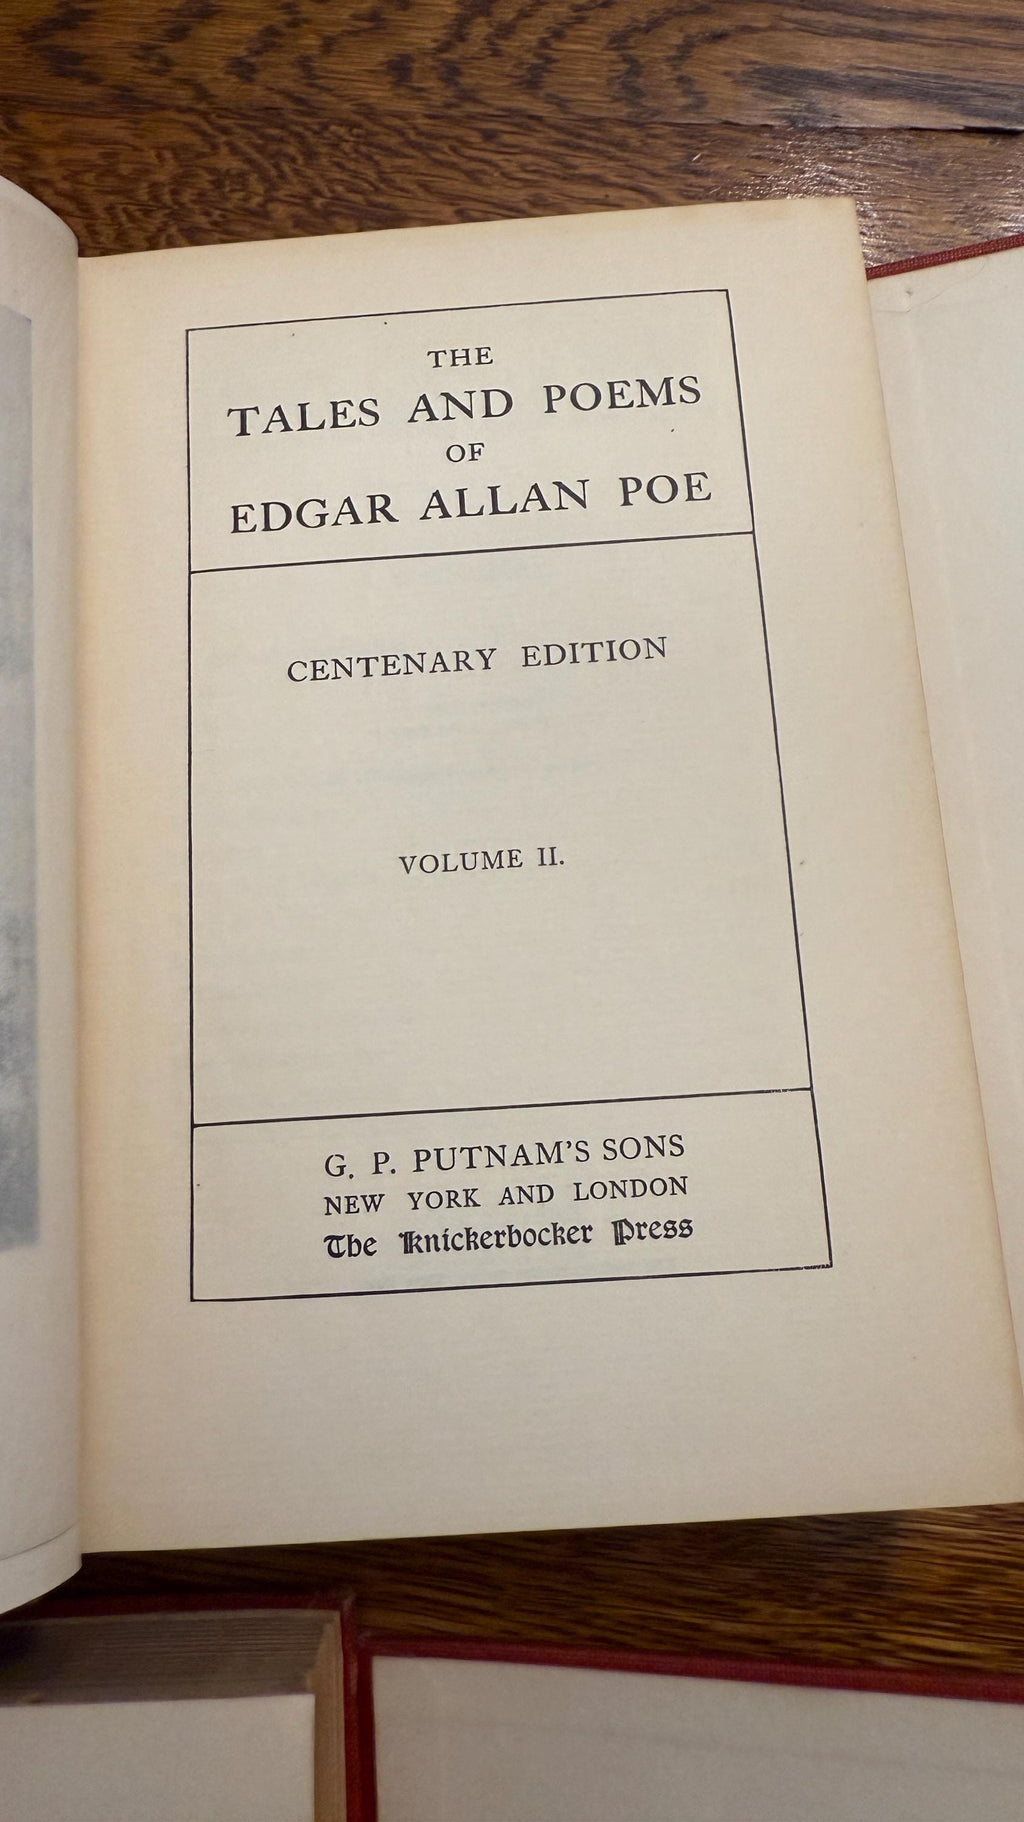 THE
TALES AND POEMS
OF
EDGAR ALLAN POE
CENTENARY EDITION
VOLUME II.
G. P. PUTNAM'S SONS
NEW YORK AND LONDON
The Knickerbocker Press